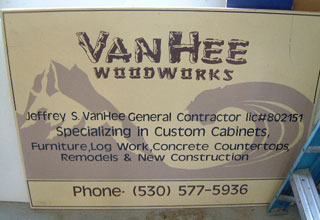 VANHEE
WOODWORKS
Jeffrey S. VanHee General Contractor lic#802151
Specializing in Custom Cabinets,
Furniture,Log Work,Concrete Countertops,
Remodels & New Construction
Phone· (530) 577-5936